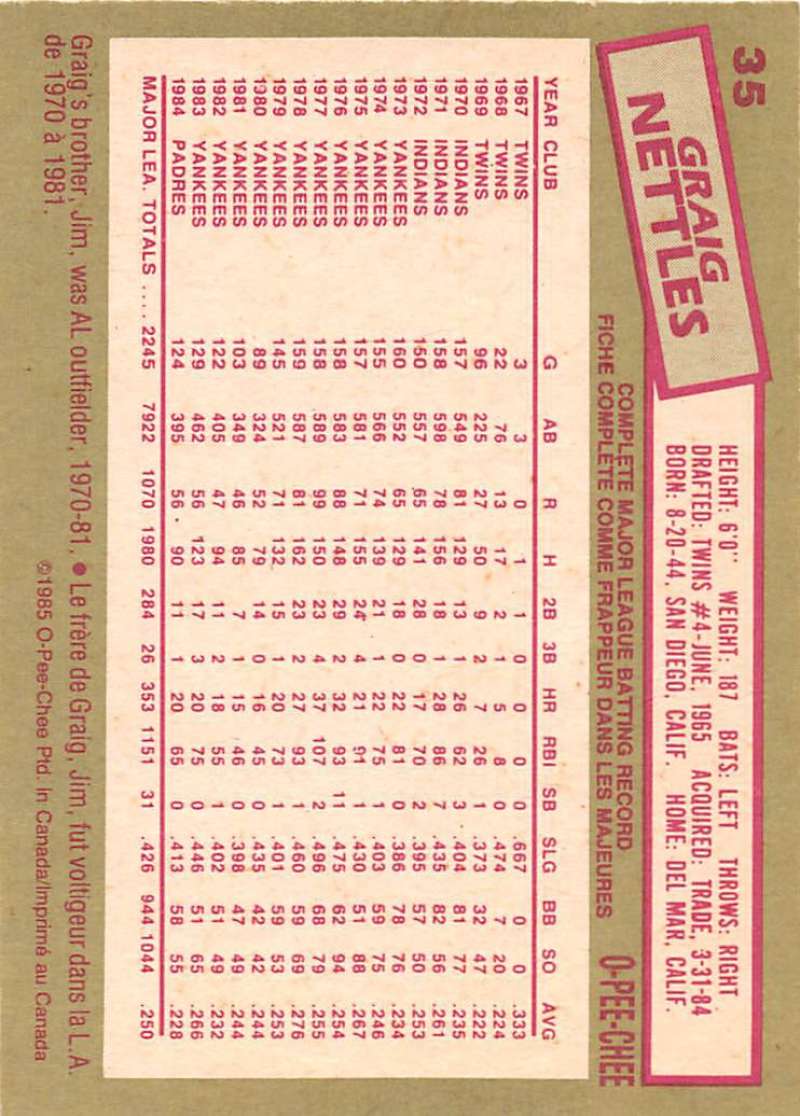 35
GRAIG
NETTLES
HEIGHT: 6'0" WEIGHT: 187 BATS: LEFT THROWS: RIGHT
DRAFTED: TWINS #4-JUNE, 1965 ACQUIRED: TRADE, 3-31-84
BORN: 8-20-44, SAN DIEGO, CALIF. HOME: DEL MAR, CALIF.
COMPLETE MAJOR LEAGUE BATTING RECORD
FICHE COMPLÈTE COMME FRAPPEUR DANS LES MAJEURES
O-PEE-CHEE
YEAR CLUB G AB R H 2B 3B HR RBI SB SLG BB SO AVG
1967 TWINS 3 3 0 1 1 0 0 0 0 .667 0 0 .333
1968 TWINS 22 76 13 17 2 1 5 8 0 .474 7 20 .224
1969 TWINS 96 225 27 50 9 2 7 26 1 .373 32 47 .222
1970 INDIANS 157 549 81 129 13 1 26 62 3 .404 81 77 .235
1971 INDIANS 158 598 78 156 18 1 28 86 7 .435 82 56 .261
1972 INDIANS 150 557 65 141 28 0 17 70 2 .395 57 50 .253
1973 YANKEES 160 552 65 129 18 0 22 81 0 .386 78 76 .234
1974 YANKEES 155 566 74 139 21 1 22 75 1 .403 59 75 .246
1975 YANKEES 157 581 71 155 24 4 21 91 1 .430 51 88 .267
1976 YANKEES 158 583 88 148 29 2 32 93 11 .475 62 94 .254
1977 YANKEES 158 589 99 150 23 4 37 107 2 .496 68 79 .255
1978 YANKEES 159 587 81 162 23 2 27 93 1 .460 59 69 .276
1979 YANKEES 145 521 71 132 15 1 20 73 1 .401 59 53 .253
1980 YANKEES 89 324 52 79 14 0 16 45 0 .435 42 42 .244
1981 YANKEES 103 349 46 85 7 1 15 46 0 .398 47 49 .244
1982 YANKEES 122 405 47 94 11 2 18 55 1 .402 51 49 .232
1983 YANKEES 129 462 56 123 17 3 20 75 0 .446 51 65 .266
1984 PADRES 124 395 56 90 11 1 20 65 0 .413 58 55 .228
MAJOR LEA. TOTALS .... 2245 7922 1070 1980 284 26 353 1151 31 .426 944 1044 .250
Graig's brother, Jim, was AL outfielder, 1970-81. ● Le frère de Graig, Jim, fut voltigeur dans la L.A.
de 1970 à 1981.
©1985 O-Pee-Chee Ptd. in Canada/Imprimé au Canada